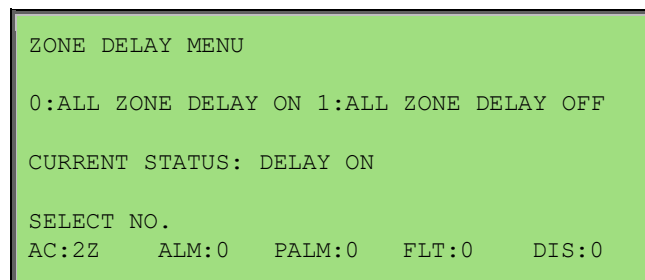 ZONE DELAY MENU
0:ALL ZONE DELAY ON 1:ALL ZONE DELAY OFF
CURRENT STATUS: DELAY ON
SELECT NO.
AC:2Z ALM:0 PALM:0 FLT:0 DIS:0